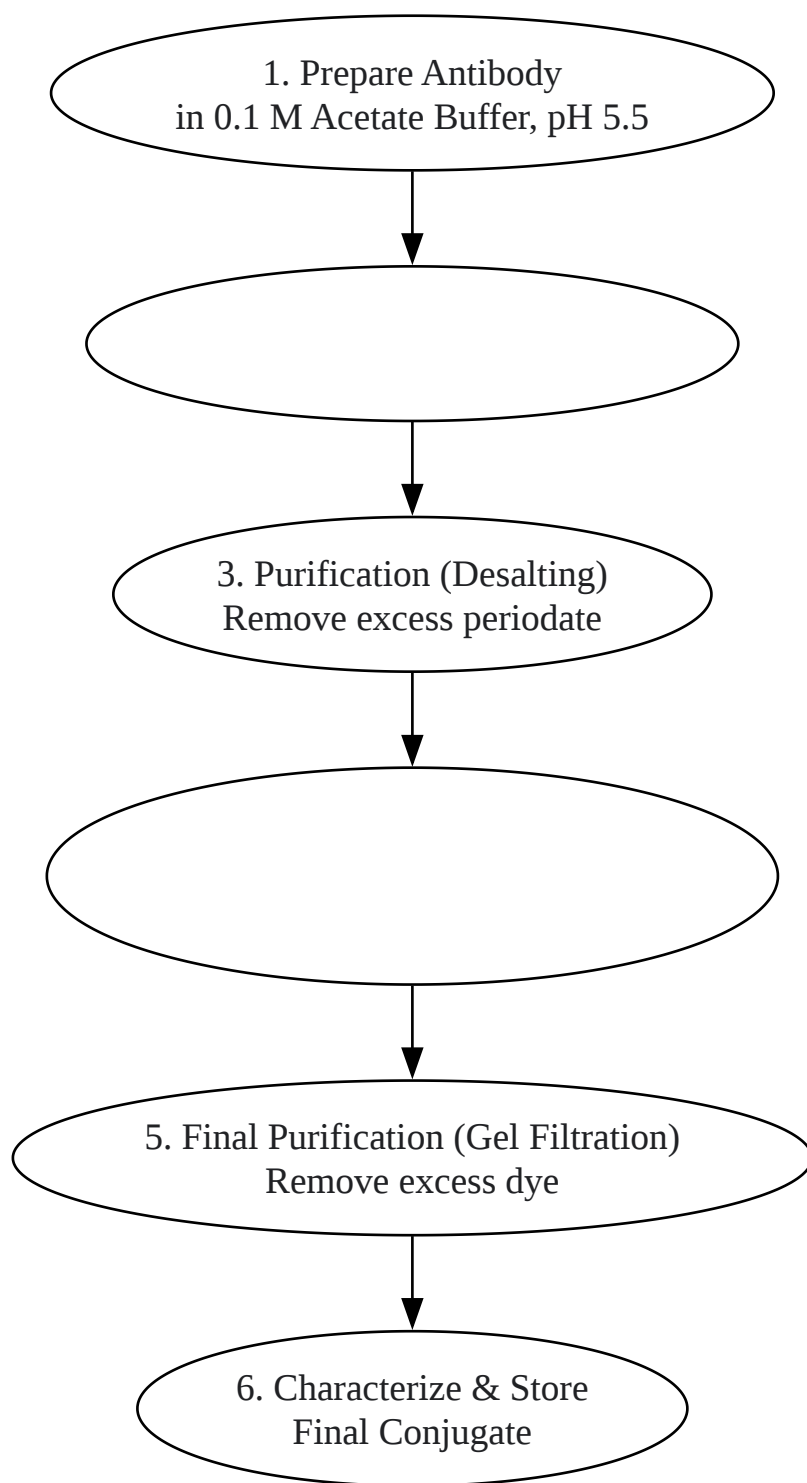 1. Prepare Antibody
in 0.1 M Acetate Buffer, pH 5.5
3. Purification (Desalting)
Remove excess periodate
5. Final Purification (Gel Filtration)
Remove excess dye
6. Characterize & Store
Final Conjugate